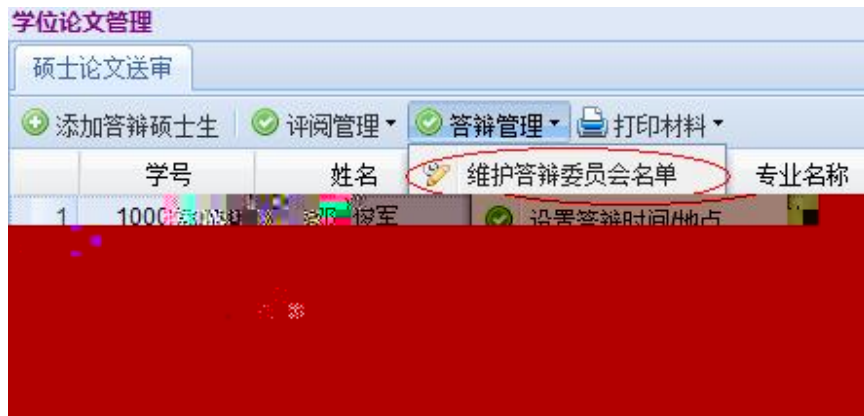 学位论文管理
硕士论文送审
添加答辩硕士生 评阅管理 答辩管理 打印材料
学号 姓名 维护答辩委员会名单 专业名称
1 1000 俊军 设置答辩时间/地点